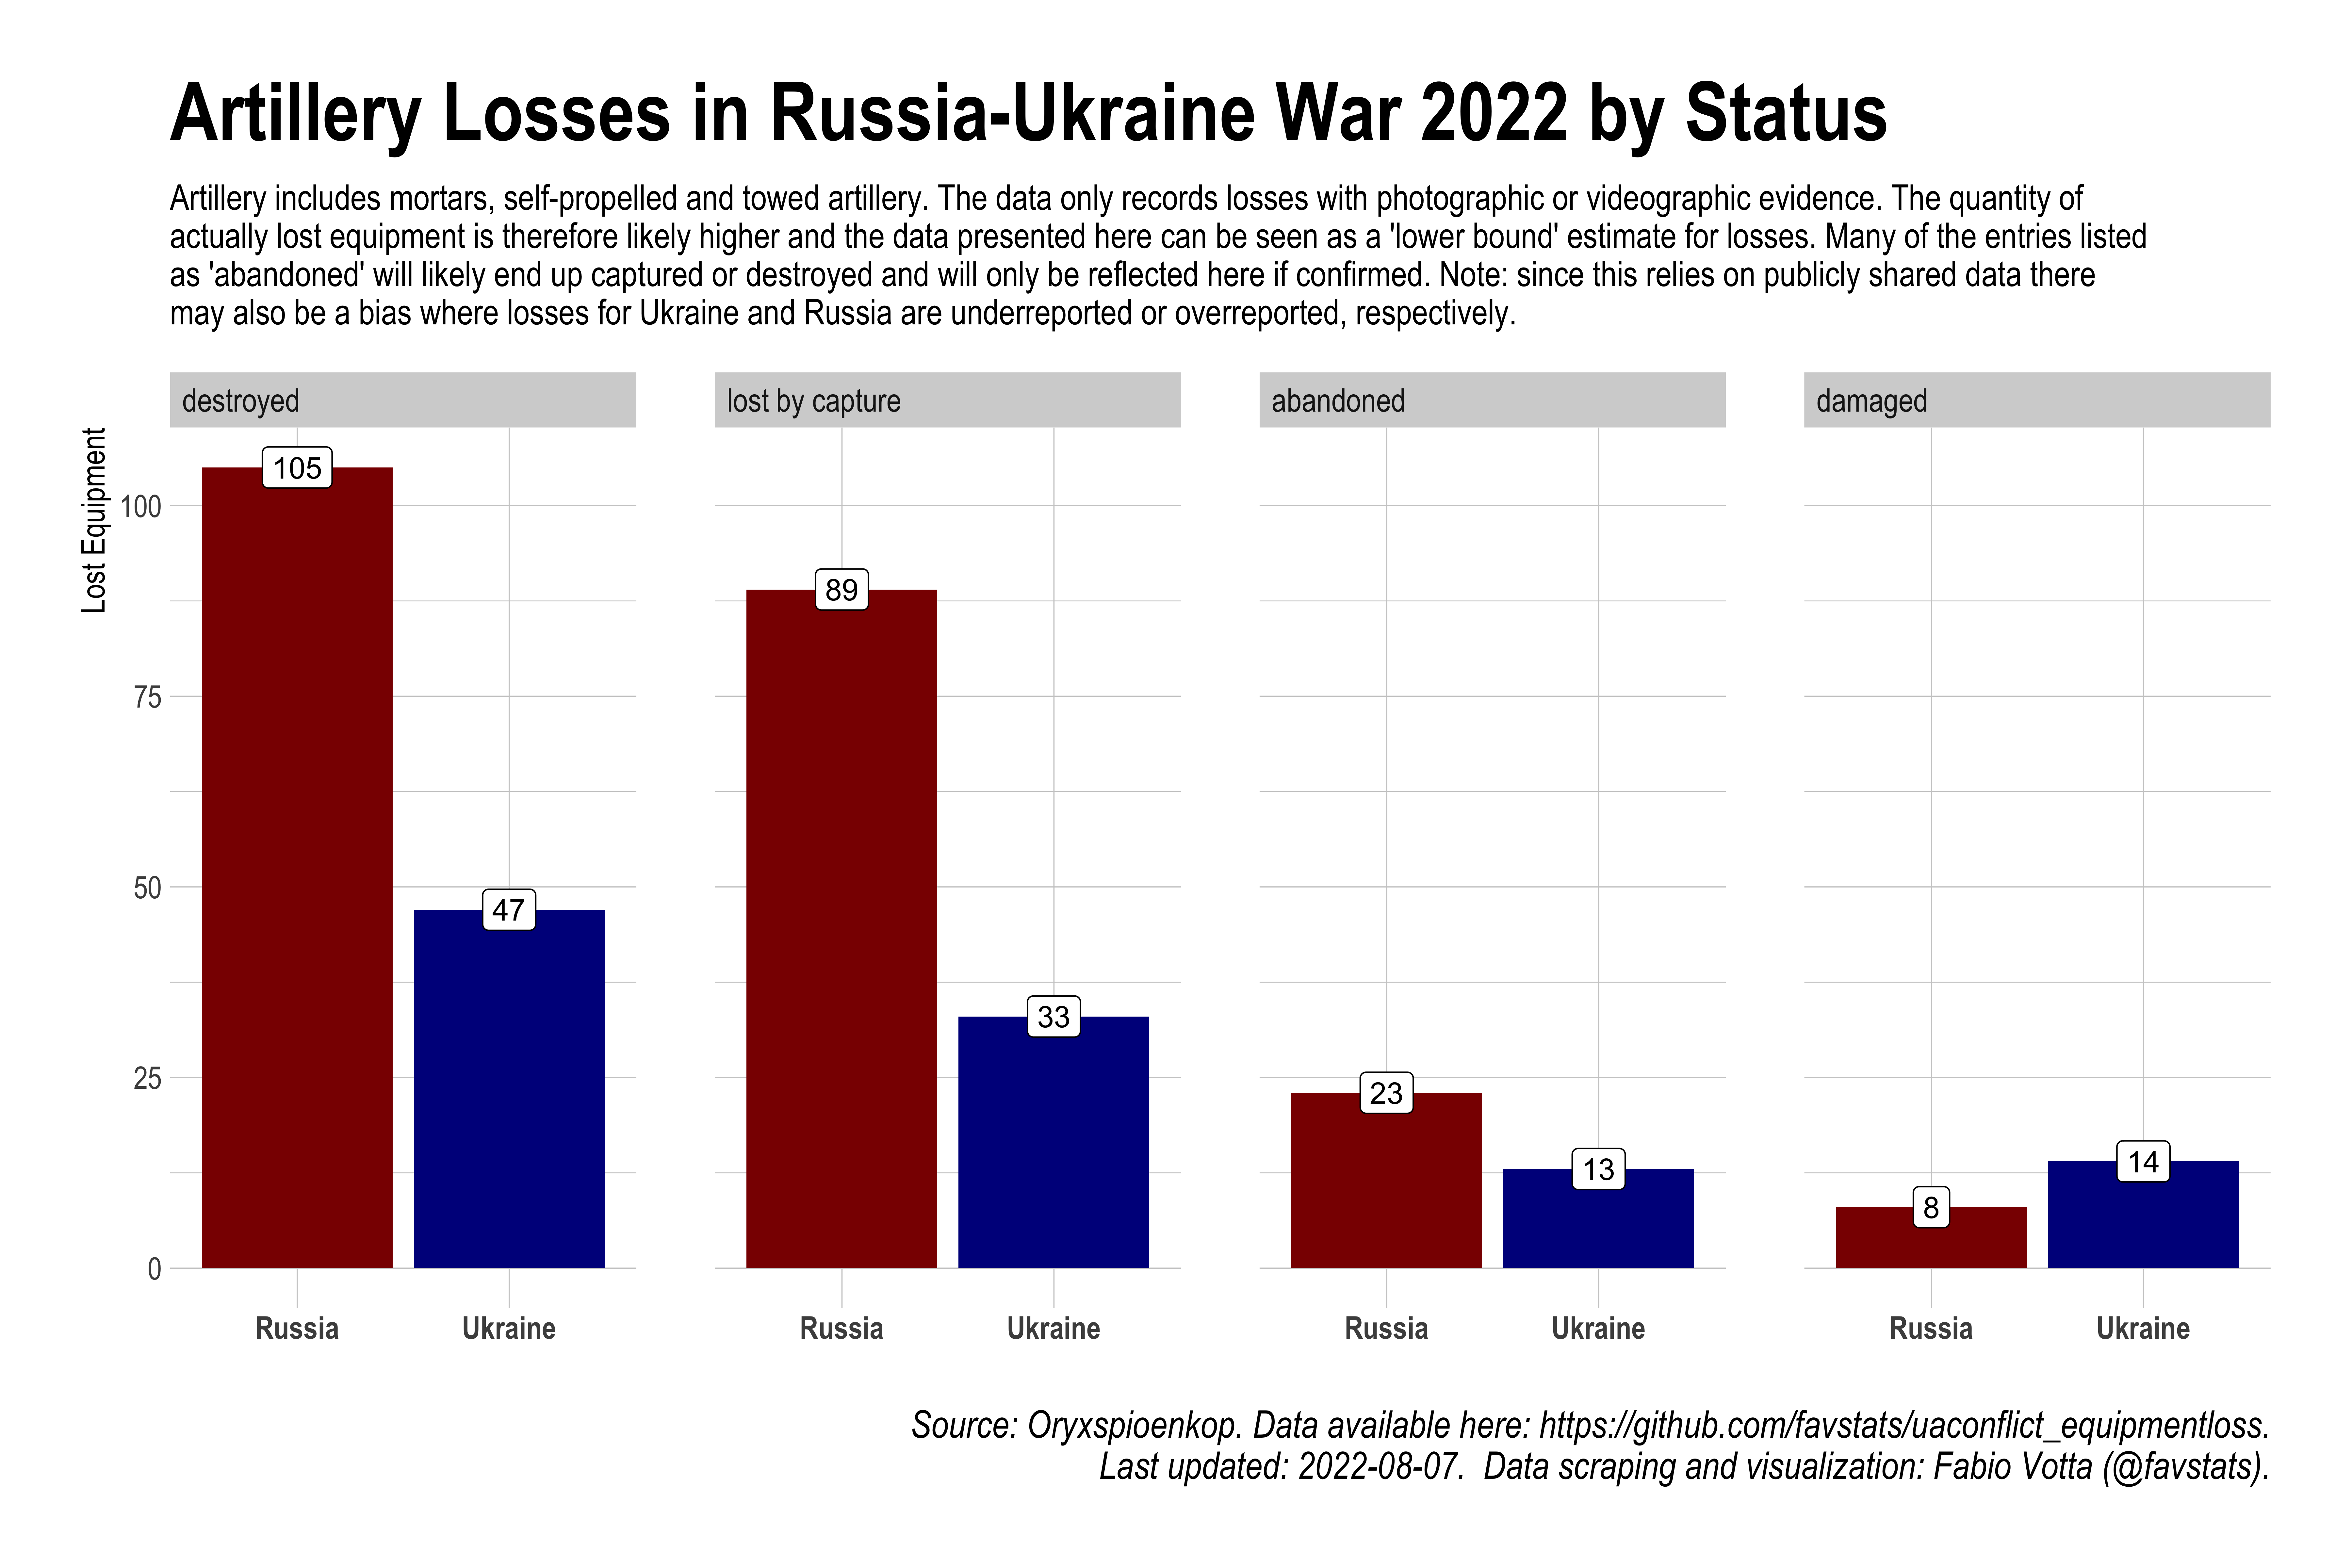 Artillery Losses in Russia-Ukraine War 2022 by Status
Artillery includes mortars, self-propelled and towed artillery. The data only records losses with photographic or videographic evidence. The quantity of
actually lost equipment is therefore likely higher and the data presented here can be seen as a 'lower bound' estimate for losses. Many of the entries listed
as 'abandoned' will likely end up captured or destroyed and will only be reflected here if confirmed. Note: since this relies on publicly shared data there
may also be a bias where losses for Ukraine and Russia are underreported or overreported, respectively.
destroyed
lost by capture
abandoned
damaged
Lost Equipment
100
75
50
25
0
105
47
89
33
23
13
8
14
Russia
Ukraine
Russia
Ukraine
Russia
Ukraine
Russia
Ukraine
Source: Oryxspioenkop. Data available here: https://github.com/favstats/uaconflict_equipmentloss.
Last updated: 2022-08-07.  Data scraping and visualization: Fabio Votta (@favstats).